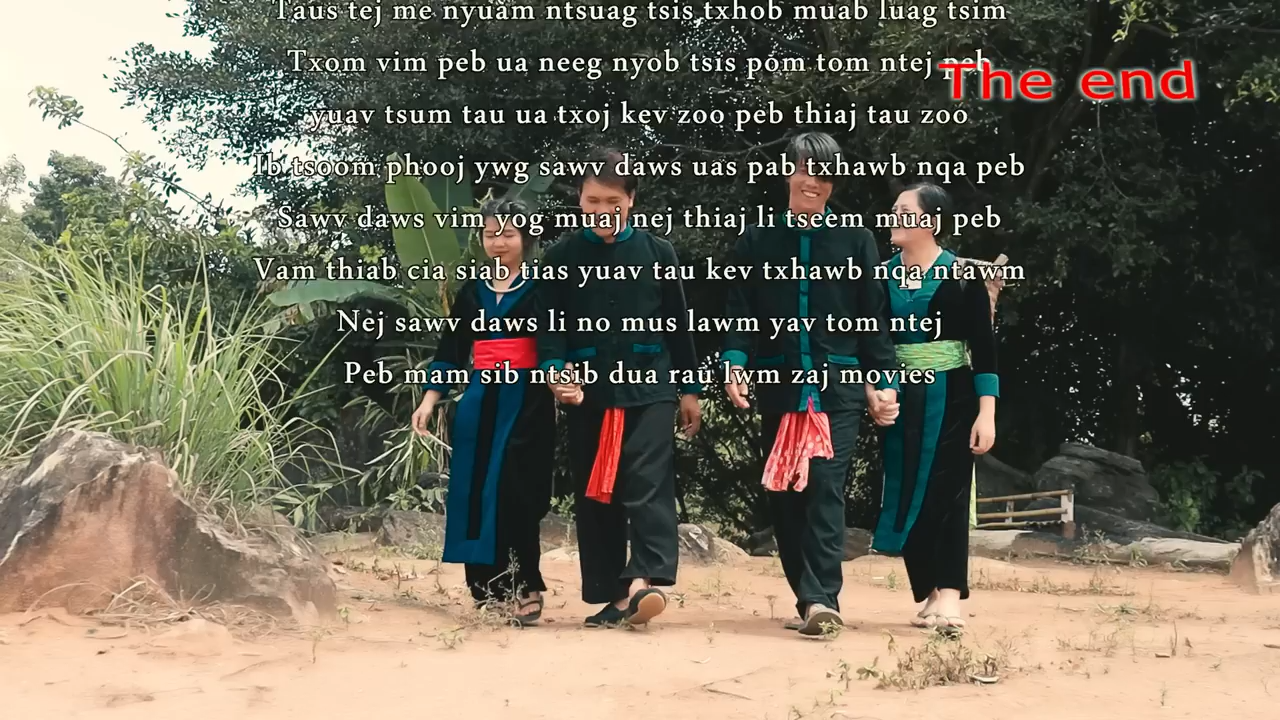 Taus tej me nyuam ntsuag tsis txhob muab luag tsim
Txom vim peb ua neeg nyob tsis pom tom ntej peb
The end
yuav tsum tau ua txoj kev zoo peb thiaj tau zoo
Ib tsoom phooj ywg sawv daws uas pab txhawb nqa peb
Sawv daws vim yog muaj nej thiaj li tseem muaj peb
Vam thiab cia siab tias yuav tau kev txhawb nqa ntawm
Nej sawv daws li no mus lawm yav tom ntej
Peb mam sib ntsib dua rau lwm zaj movies